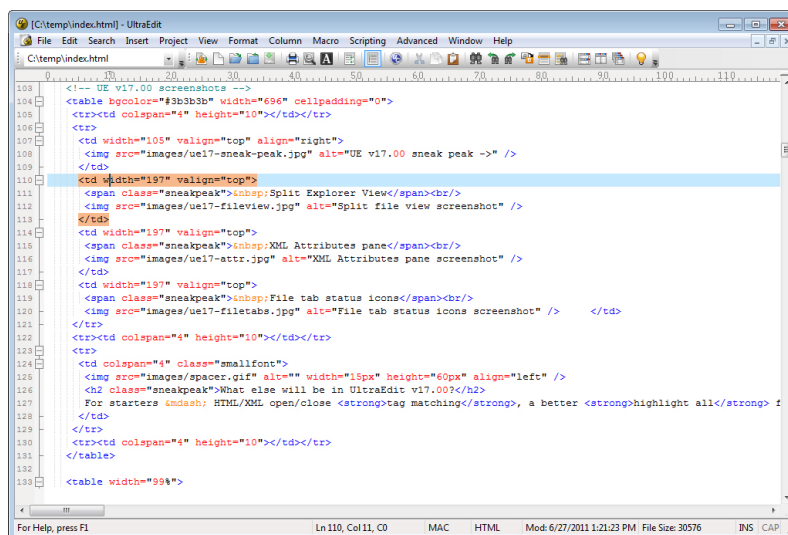 [C:\temp\index.html] - UltraEdit
File Edit Search Insert Project View Format Column Macro Scripting Advanced Window Help
C:\temp\index.html
0 10 20 30 40 50 60 70 80 90 100 110
103 <!-- UE v17.00 screenshots -->
104 <table bgcolor="#3b3b3b" width="696" cellpadding="0">
105 <tr><td colspan="4" height="10"></td></tr>
106 <tr>
107 <td width="105" valign="top" align="right">
108 <img src="images/ue17-sneak-peak.jpg" alt="UE v17.00 sneak peak ->" />
109 </td>
110 <td width="197" valign="top">
111 <span class="sneakpeak">&nbsp;Split Explorer View</span><br/>
112 <img src="images/ue17-fileview.jpg" alt="Split file view screenshot" />
113 </td>
114 <td width="197" valign="top">
115 <span class="sneakpeak">&nbsp;XML Attributes pane</span><br/>
116 <img src="images/ue17-attr.jpg" alt="XML Attributes pane screenshot" />
117 </td>
118 <td width="197" valign="top">
119 <span class="sneakpeak">&nbsp;File tab status icons</span><br/>
120 <img src="images/ue17-filetabs.jpg" alt="File tab status icons screenshot" /> </td>
121 </tr>
122 <tr><td colspan="4" height="10"></td></tr>
123 <tr>
124 <td colspan="4" class="smallfont">
125 <img src="images/spacer.gif" alt="" width="15px" height="60px" align="left" />
126 <h2 class="sneakpeak">What else will be in UltraEdit v17.00?</h2>
127 For starters &mdash; HTML/XML open/close <strong>tag matching</strong>, a better <strong>highlight all</strong> f
128 </td>
129 </tr>
130 <tr><td colspan="4" height="10"></td></tr>
131 </table>
132
133 <table width="99%">
For Help, press F1 Ln 110, Col 11, C0 MAC HTML Mod: 6/27/2011 1:21:23 PM File Size: 30576 INS CAP